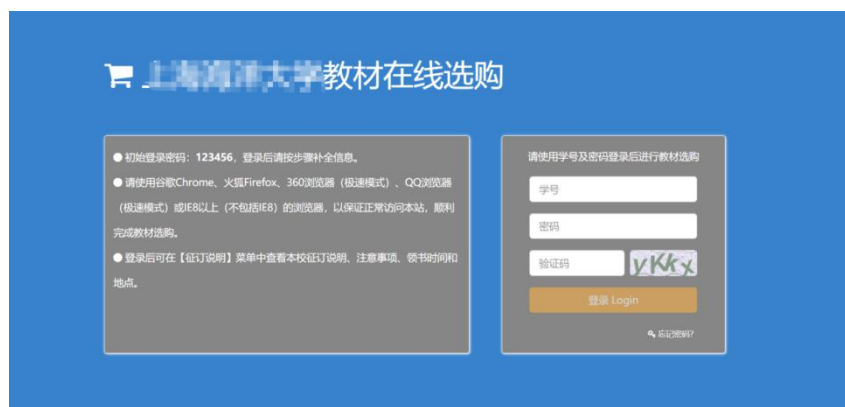 教材在线选购
● 初始登录密码：123456，登录后请按步骤补全信息。
● 请使用谷歌Chrome、火狐Firefox、360浏览器（极速模式）、QQ浏览器
（极速模式）或IE8以上（不包括IE8）的浏览器，以保证正常访问本站，顺利
完成教材选购。
● 登录后可在【征订说明】菜单中查看本校征订说明、注意事项、领书时间和
地点。
请使用学号及密码登录后进行教材选购
学号
密码
验证码 yKkx
登录 Login
忘记密码?